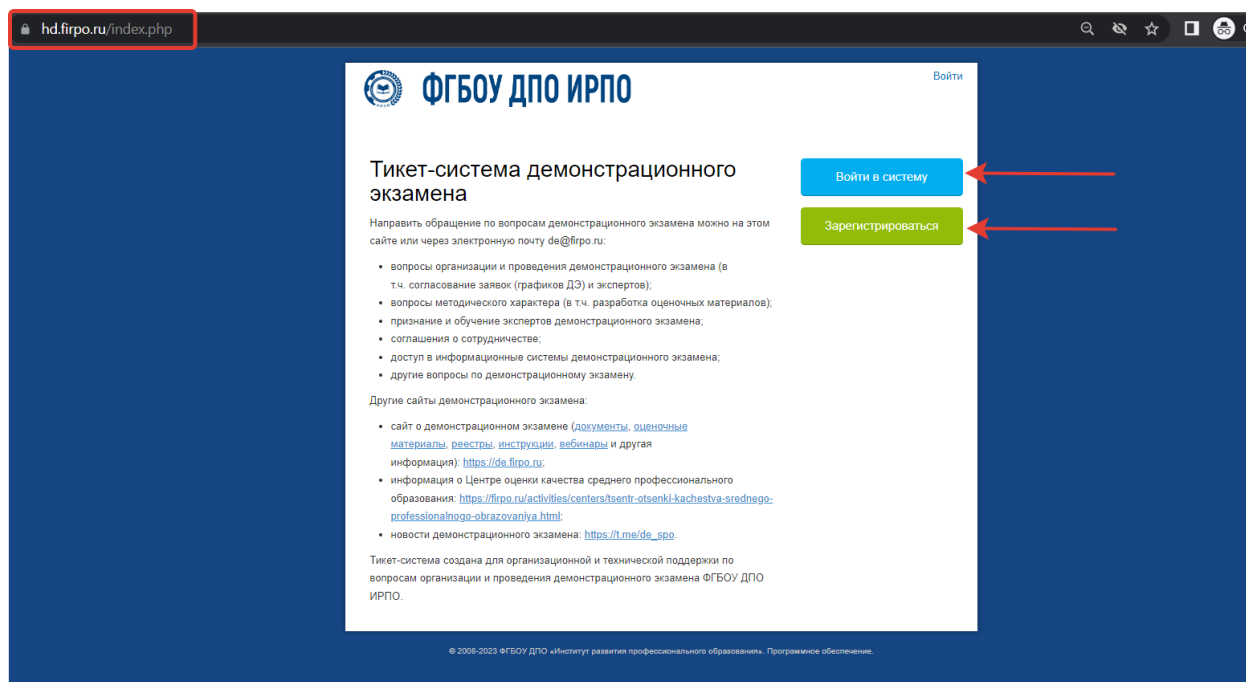 hd.firpo.ru/index.php
ФГБОУ ДПО ИРПО
Войти
Тикет-система демонстрационного
экзамена
Войти в систему
Зарегистрироваться
Направить обращение по вопросам демонстрационного экзамена можно на этом
сайте или через электронную почту de@firpo.ru:
• вопросы организации и проведения демонстрационного экзамена (в
т.ч. согласование заявок (графиков ДЭ) и экспертов);
• вопросы методического характера (в т.ч. разработка оценочных материалов);
• признание и обучение экспертов демонстрационного экзамена;
• соглашения о сотрудничестве;
• доступ в информационные системы демонстрационного экзамена;
• другие вопросы по демонстрационному экзамену.
Другие сайты демонстрационного экзамена:
• сайт о демонстрационном экзамене (документы, оценочные
материалы, реестры, инструкции, вебинары и другая
информация): https://de.firpo.ru;
• информация о Центре оценки качества среднего профессионального
образования: https://firpo.ru/activities/centers/tsentr-otsenki-kachestva-srednego-
professionalnogo-obrazovaniya.html;
• новости демонстрационного экзамена: https://t.me/de_spo.
Тикет-система создана для организационной и технической поддержки по
вопросам организации и проведения демонстрационного экзамена ФГБОУ ДПО
ИРПО.
© 2008-2023 ФГБОУ ДПО «Институт развития профессионального образования». Программное обеспечение.